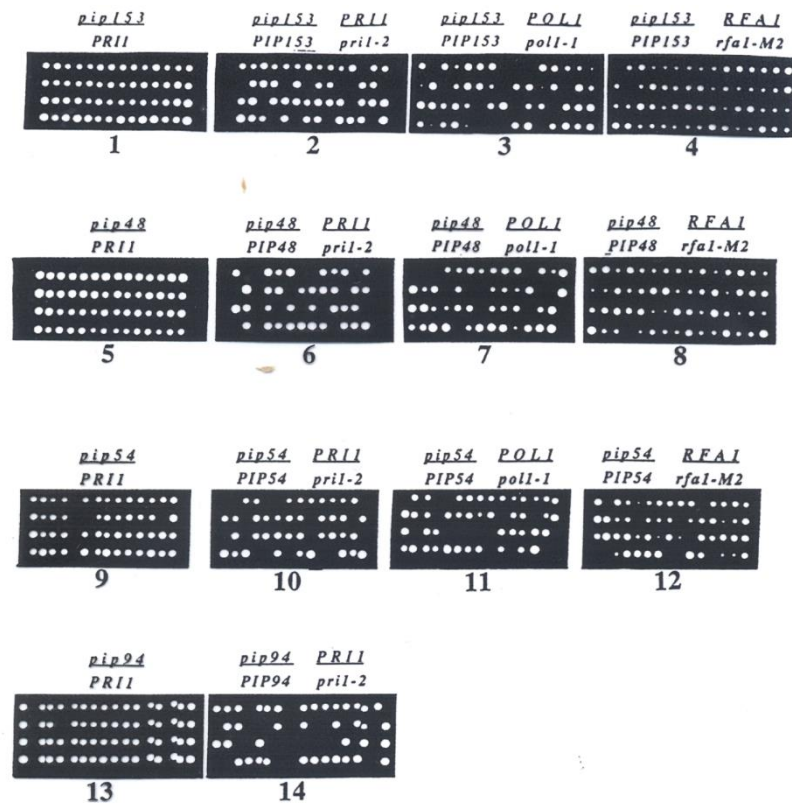 pip153 pip153 PRI1 pip153 POL1 pip153 RFA1
PRI1 PIP153 pri1-2 PIP153 pol1-1 PIP153 rfa1-M2
1 2 3 4
pip48 pip48 PRI1 pip48 POL1 pip48 RFA1
PRI1 PIP48 pri1-2 PIP48 pol1-1 PIP48 rfa1-M2
5 6 7 8
pip54 pip54 PRI1 pip54 POL1 pip54 RFA1
PRI1 PIP54 pri1-2 PIP54 pol1-1 PIP54 rfa1-M2
9 10 11 12
pip94 pip94 PRI1
PRI1 PIP94 pri1-2
13 14